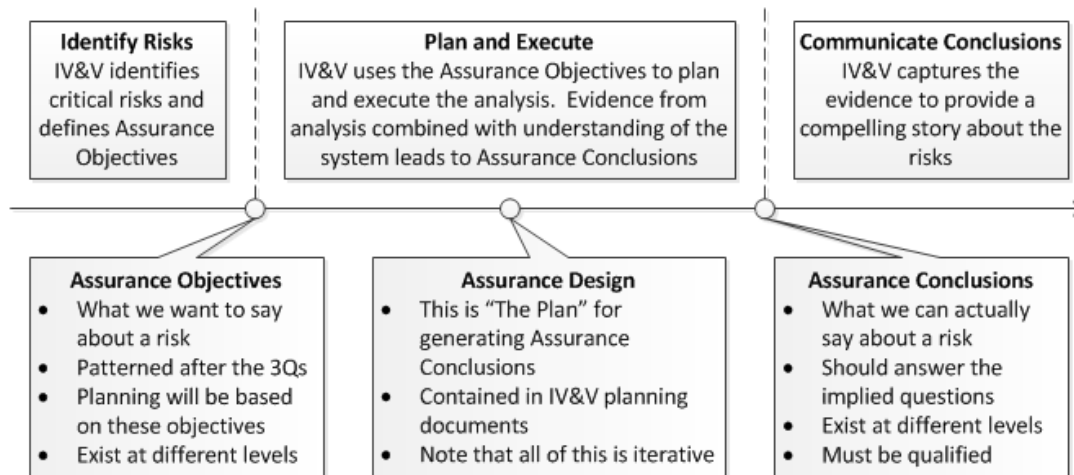 Identify Risks
IV&V identifies
critical risks and
defines Assurance
Objectives
Plan and Execute
IV&V uses the Assurance Objectives to plan
and execute the analysis.  Evidence from
analysis combined with understanding of the
system leads to Assurance Conclusions
Communicate Conclusions
IV&V captures the
evidence to provide a
compelling story about the
risks
Assurance Objectives
• What we want to say
about a risk
• Patterned after the 3Qs
• Planning will be based
on these objectives
• Exist at different levels
Assurance Design
• This is “The Plan” for
generating Assurance
Conclusions
• Contained in IV&V planning
documents
• Note that all of this is iterative
Assurance Conclusions
• What we can actually
say about a risk
• Should answer the
implied questions
• Exist at different levels
• Must be qualified